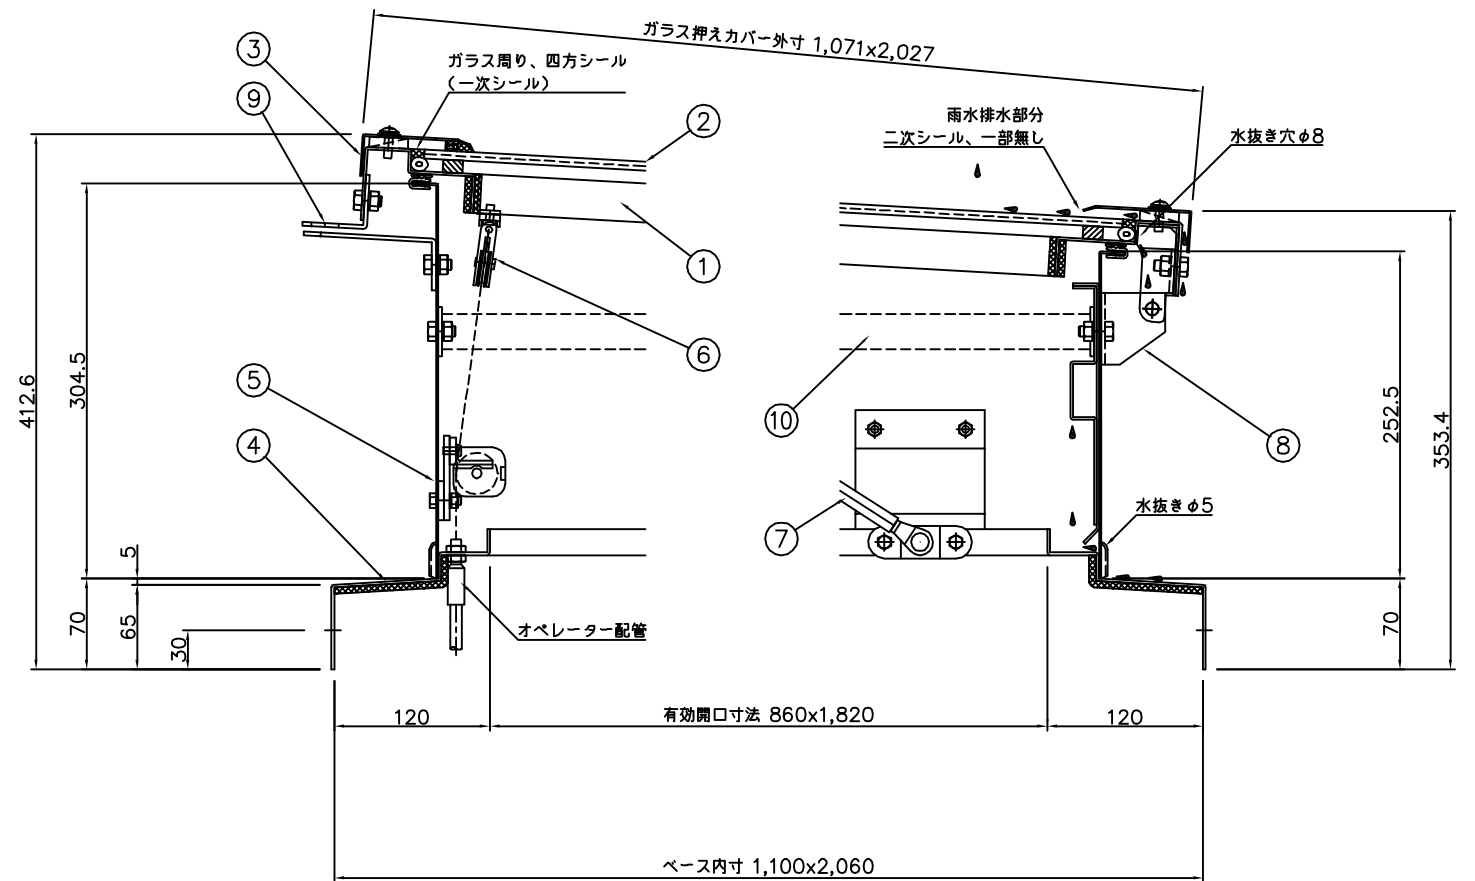 ガラス押えカバー外寸 1,071x2,027
③
ガラス周り、四方シール
(一次シール)
⑨
②
雨水排水部分
二次シール、一部無し
水抜き穴φ8
①
⑥
⑤
④
⑩
⑧
⑦
水抜きφ5
オペレーター配管
412.6
304.5
5
70
65
30
252.5
353.4
70
120
有効開口寸法 860x1,820
120
ベース内寸 1,100x2,060